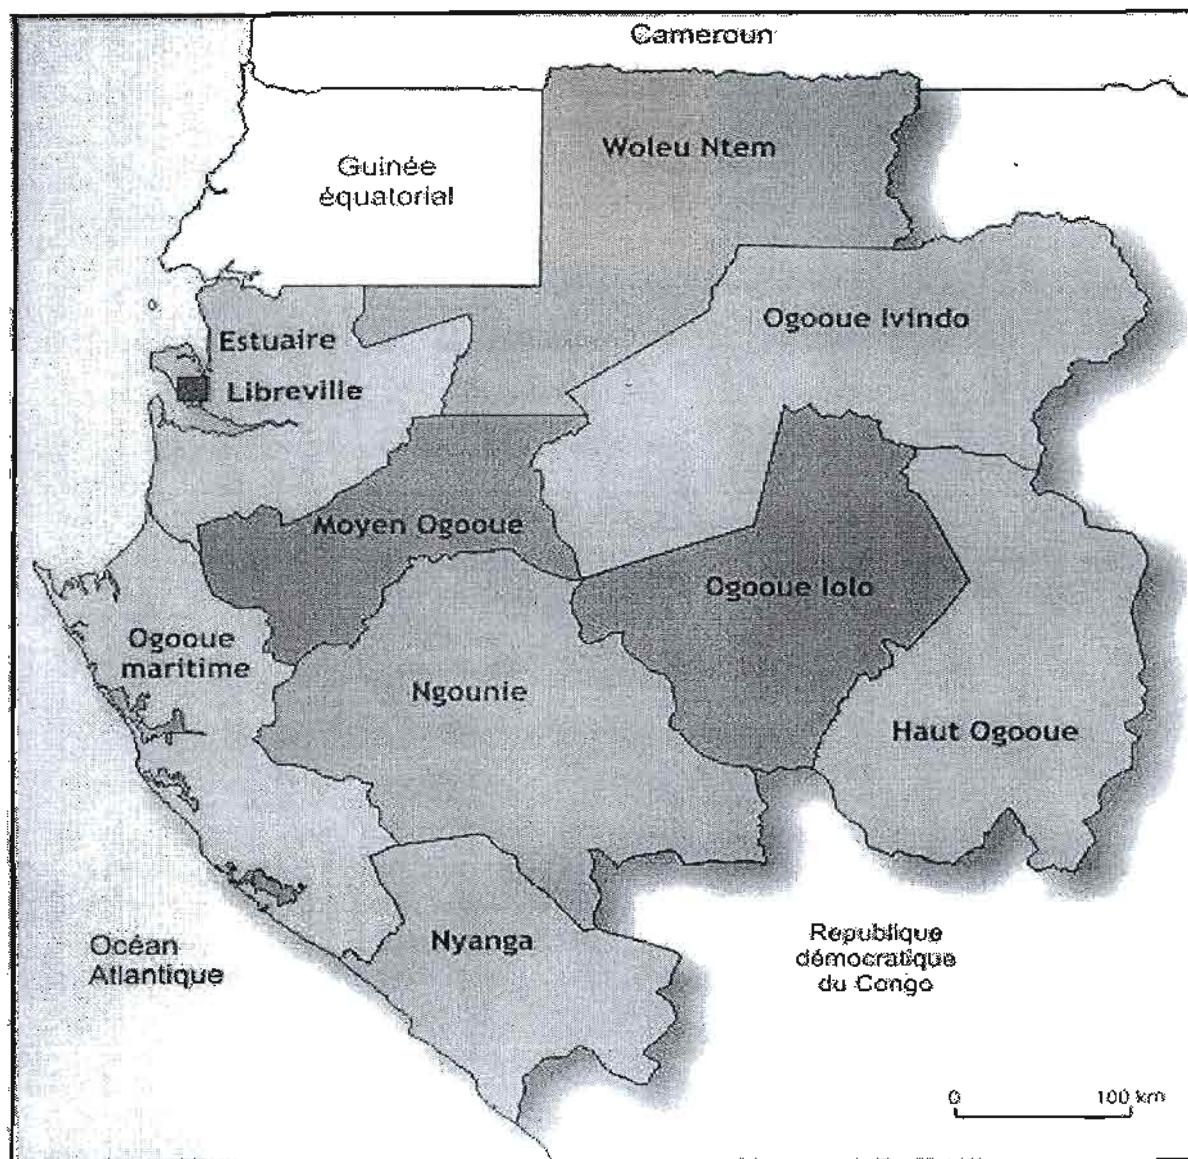 Cameroun
Woleu Ntem
Guinée
équatorial
Ogooue Ivindo
Estuaire
Libreville
Moyen Ogooue
Ogooue lolo
Ogooue
maritime
Ngounie
Haut Ogooue
Nyanga
Océan
Atlantique
Republique
démocratique
du Congo
0 100 km